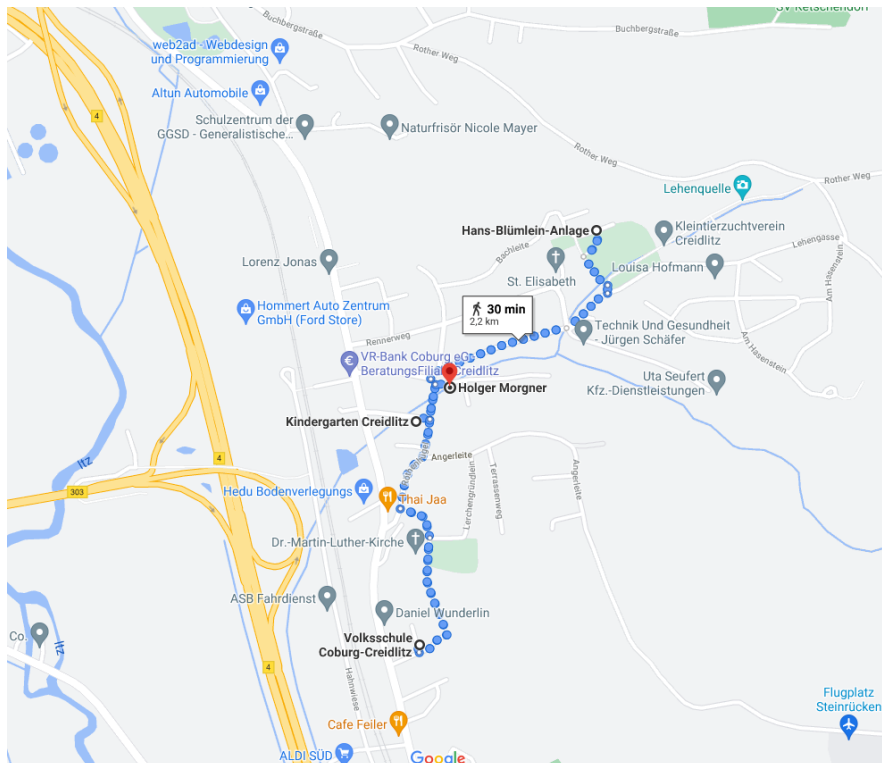 SV Ketschendorf
Buchbergstraße
Buchbergstraße
web2ad - Webdesign
und Programmierung
Rother Weg
Altun Automobile
4
Schulzentrum der
GGSD - Generalistische...
Naturfrisör Nicole Mayer
Rother Weg
Rother Weg
Lehenquelle
Hans-Blümlein-Anlage
Kleintierzuchtverein
Creidlitz
Lehengasse
Bachleite
Lorenz Jonas
St. Elisabeth
Louisa Hofmann
Am Hasenstein
Hommert Auto Zentrum
GmbH (Ford Store)
30 min
2,2 km
Rennerweg
Technik Und Gesundheit
- Jürgen Schäfer
Am Hasenstein
VR-Bank Coburg eG-
BeratungsFiliale Creidlitz
Holger Morgner
Uta Seufert
Kfz.-Dienstleistungen
Kindergarten Creidlitz
Itz
4
Angerleite
Angerleite
303
Hedu Bodenverlegungs
Thai Jaa
Lerchengründlein
Terrassenweg
Dr.-Martin-Luther-Kirche
ASB Fahrdienst
Daniel Wunderlin
Co.
Itz
Volksschule
Coburg-Creidlitz
4
Hahnwiese
Flugplatz
Steinrücken
Cafe Feiler
ALDI SÜD
Google